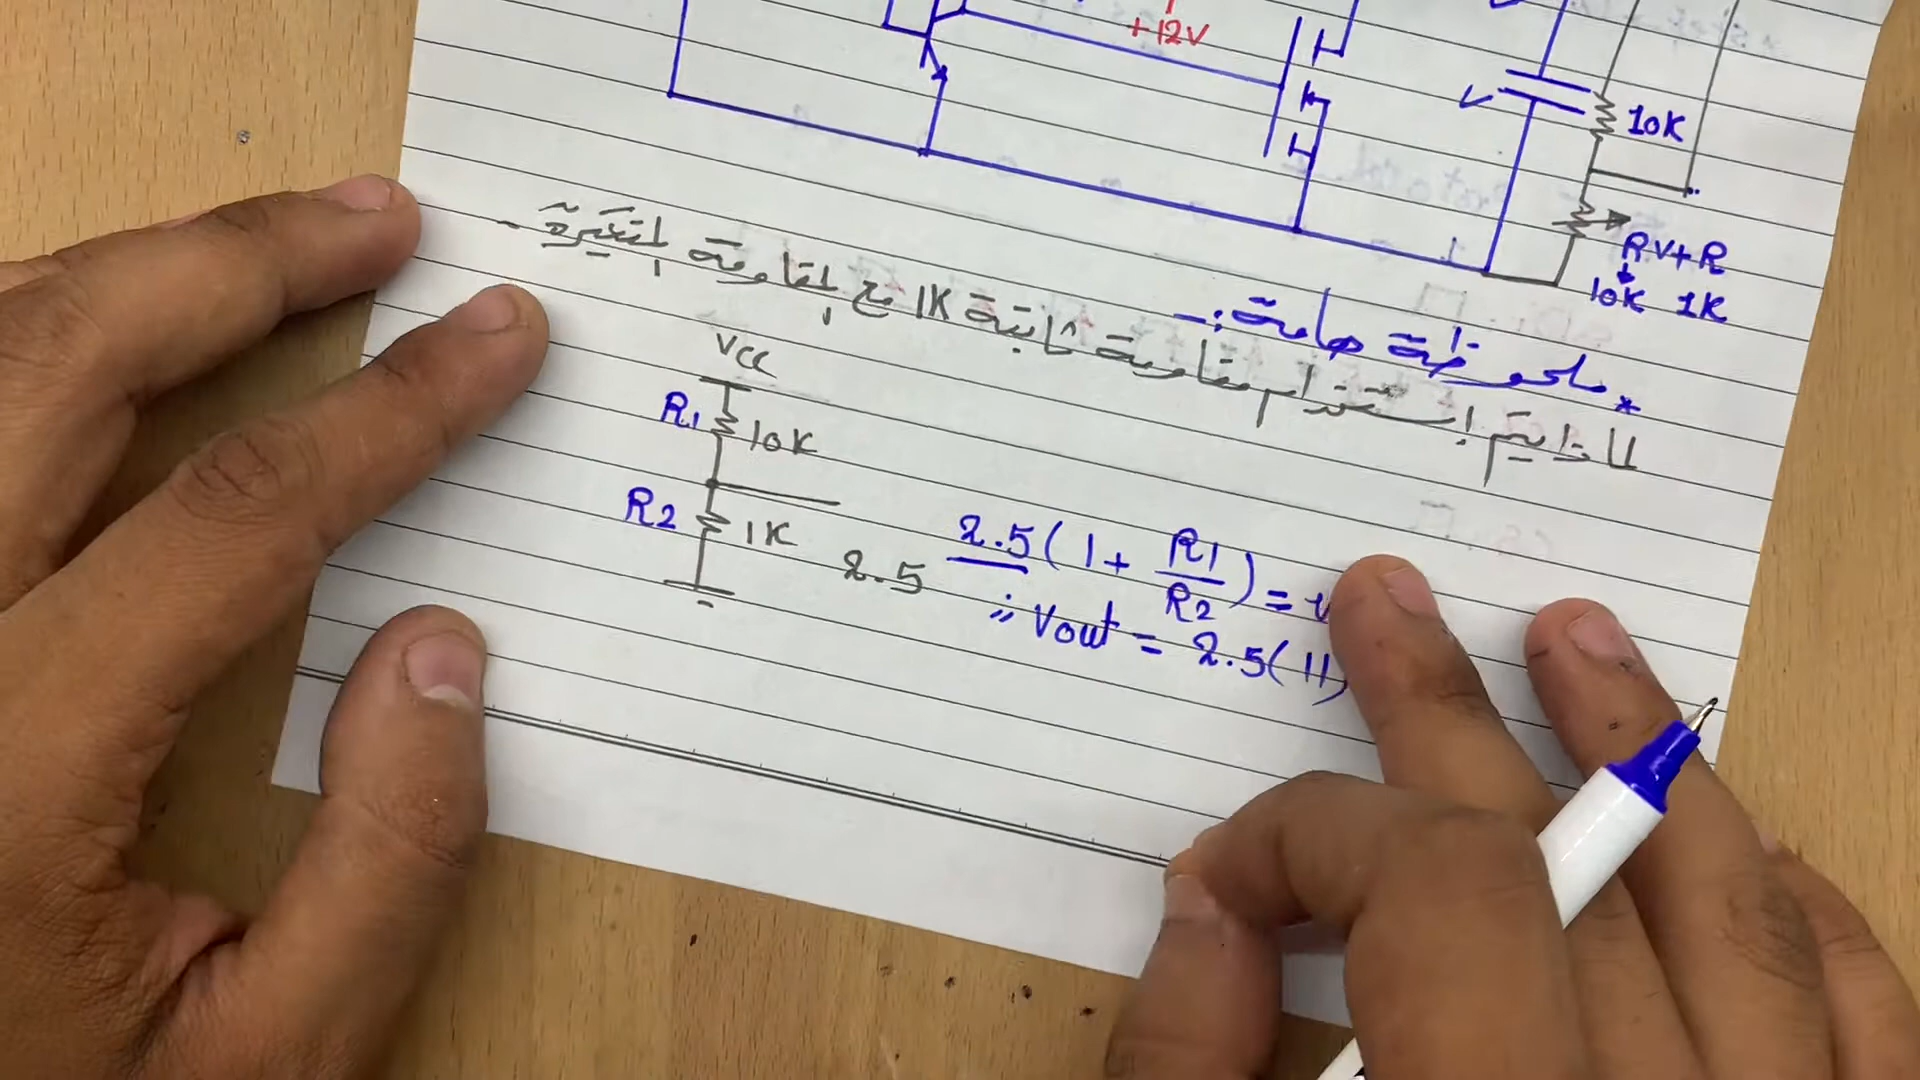 +12V
10K
RV+R
10K 1K
* ملحوظة هامة :-
لماذا يتم إستخدام مقاومة ثابتة 1K مع المقاومة المتغيرة -
VCC
R1 10K
R2 1K
2.5
2.5 ( 1 + R1/R2 ) =
∴ Vout = 2.5 ( 11 )